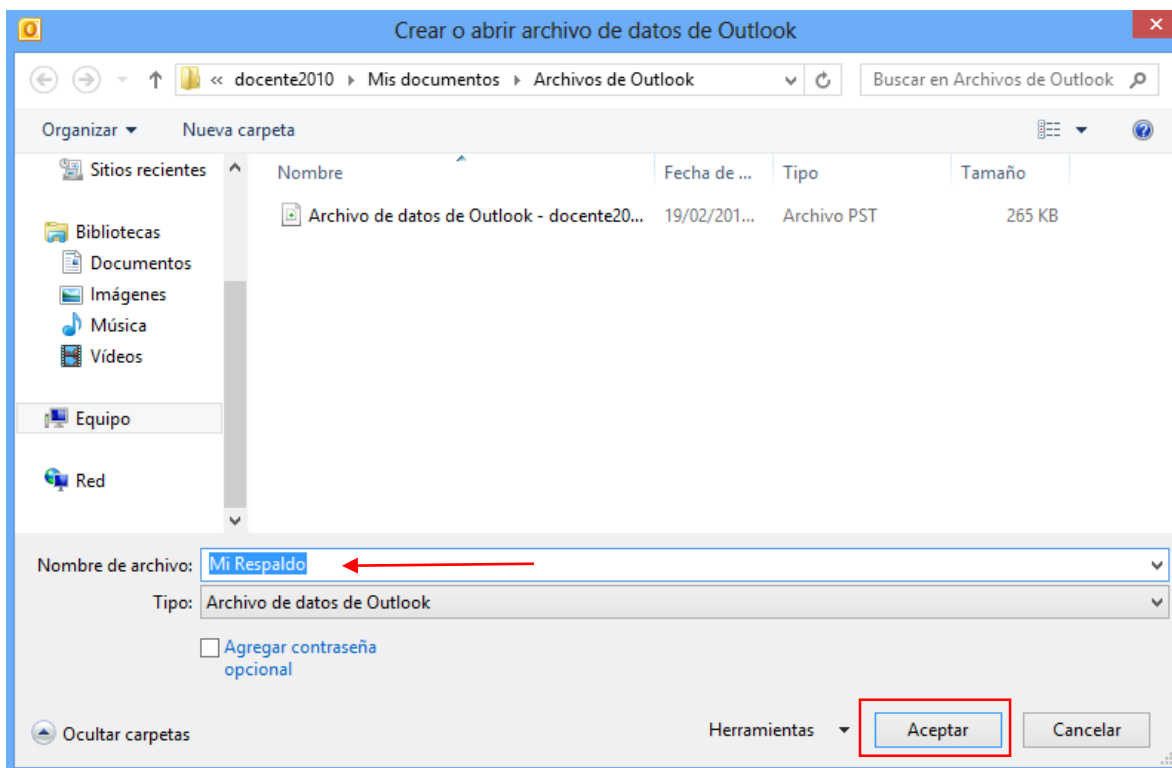 Crear o abrir archivo de datos de Outlook
« docente2010 Mis documentos Archivos de Outlook Buscar en Archivos de Outlook
Organizar Nueva carpeta
Sitios recientes
Bibliotecas
Documentos
Imágenes
Música
Vídeos
Equipo
Red
Nombre Fecha de ... Tipo Tamaño
Archivo de datos de Outlook - docente20... 19/02/201... Archivo PST 265 KB
Nombre de archivo: Mi Respaldo
Tipo: Archivo de datos de Outlook
Agregar contraseña
opcional
Ocultar carpetas Herramientas Aceptar Cancelar